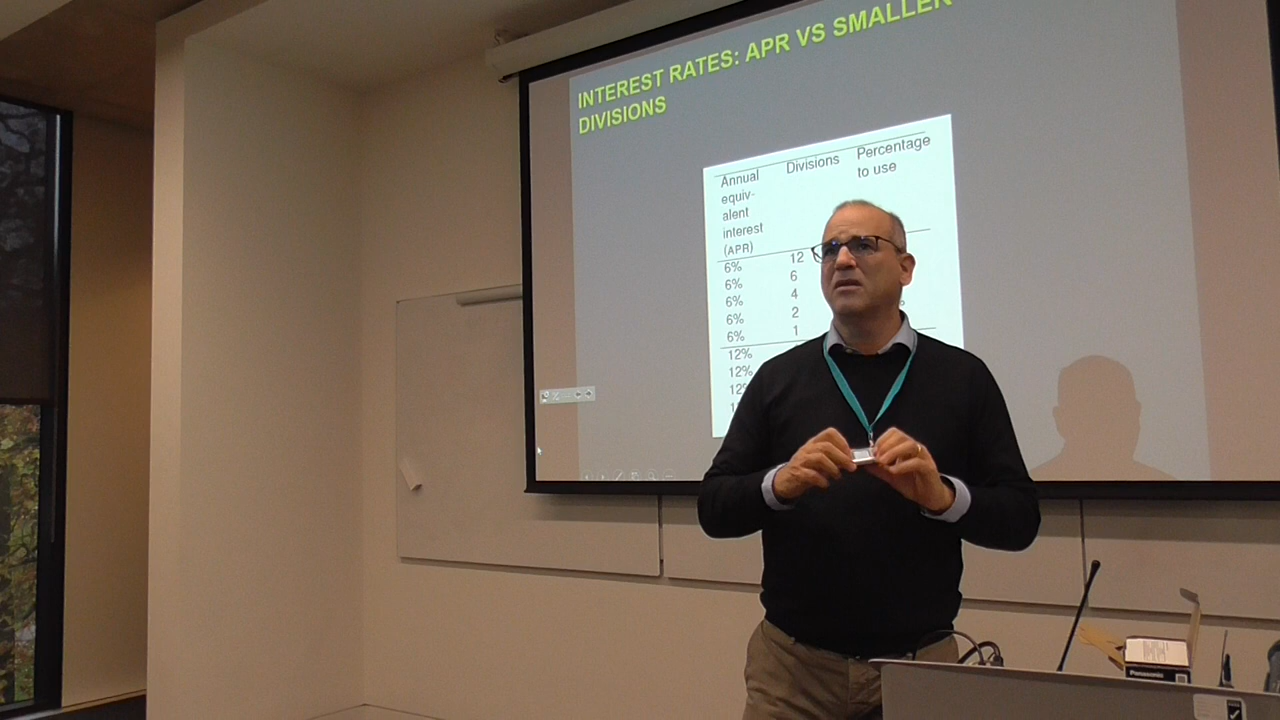 INTEREST RATES: APR VS SMALLER
DIVISIONS
Annual
equiv-
alent
interest
(APR)
Divisions
Percentage
to use
6% 12
6% 6
6% 4
6% 2
6% 1
12%
12%
Panasonic